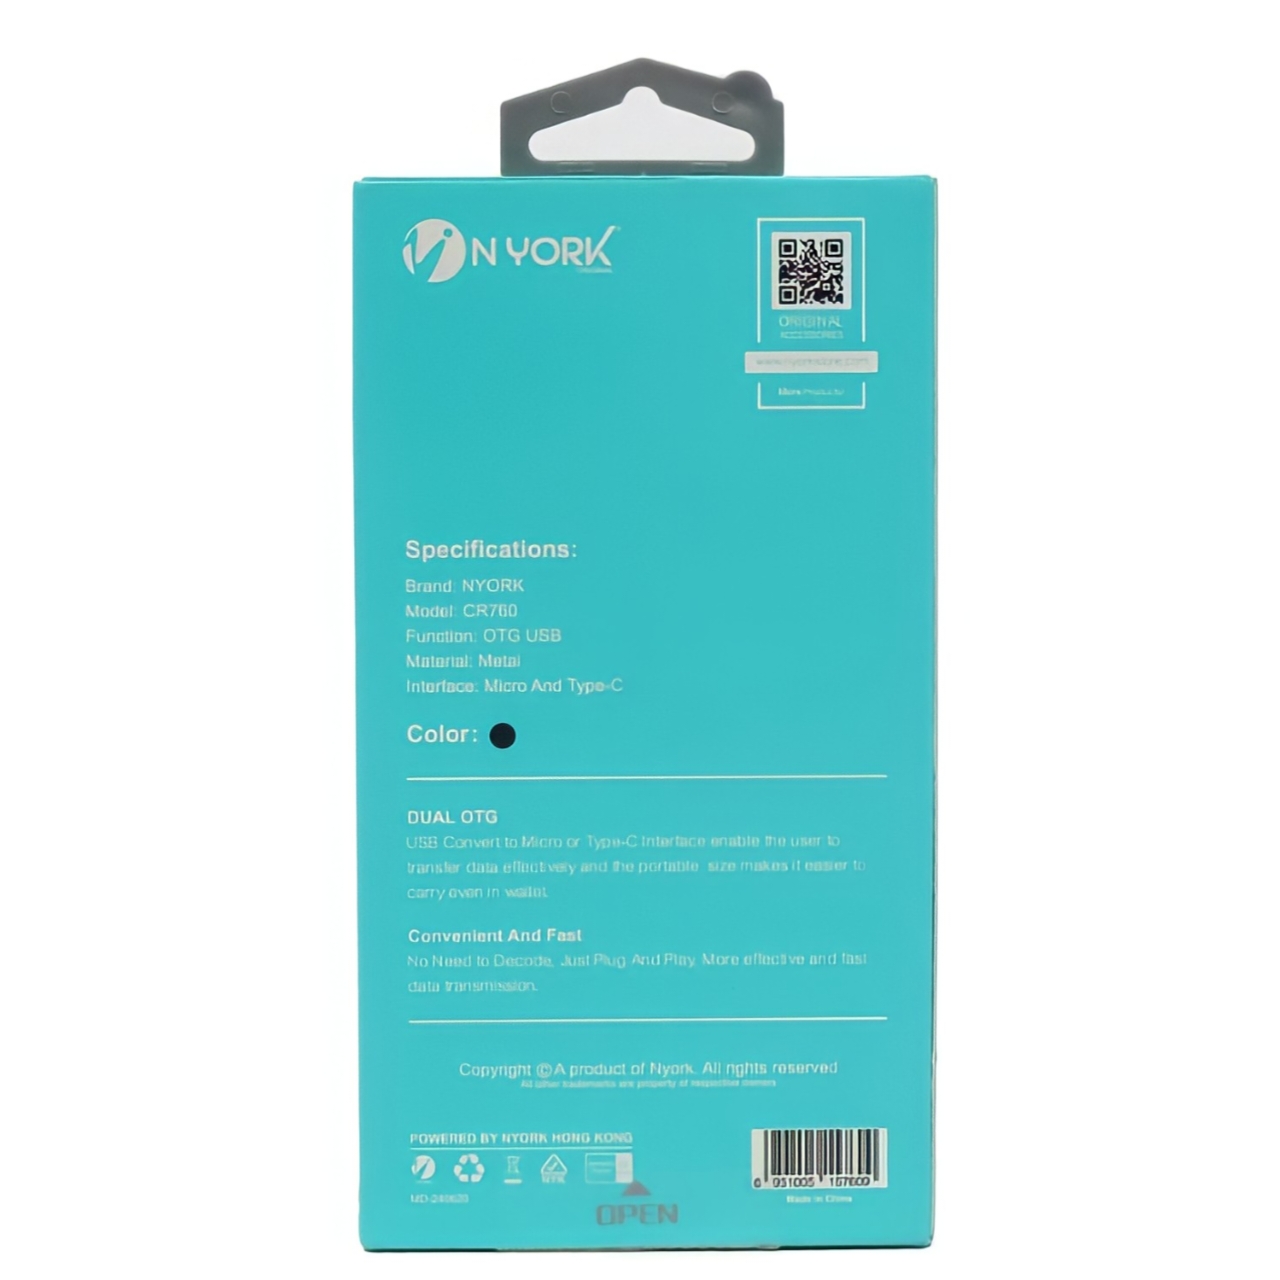 N YORK
ORIGINAL
ORIGINAL
ACCESSORIES
More Products
Specifications:
Brand: NYORK
Model: CR760
Function: OTG USB
Material: Metal
Interface: Micro And Type-C
Color:
DUAL OTG
USB Convert to Micro or Type-C Interface enable the user to
transfer data effectively and the portable size makes it easier to
carry even in wallet.
Convenient And Fast
No Need to Decode, Just Plug And Play. More effective and fast
data transmission.
Copyright © A product of Nyork. All rights reserved
All other trademarks are property of respective owners
POWERED BY NYORK HONG KONG
OPEN
Made in China